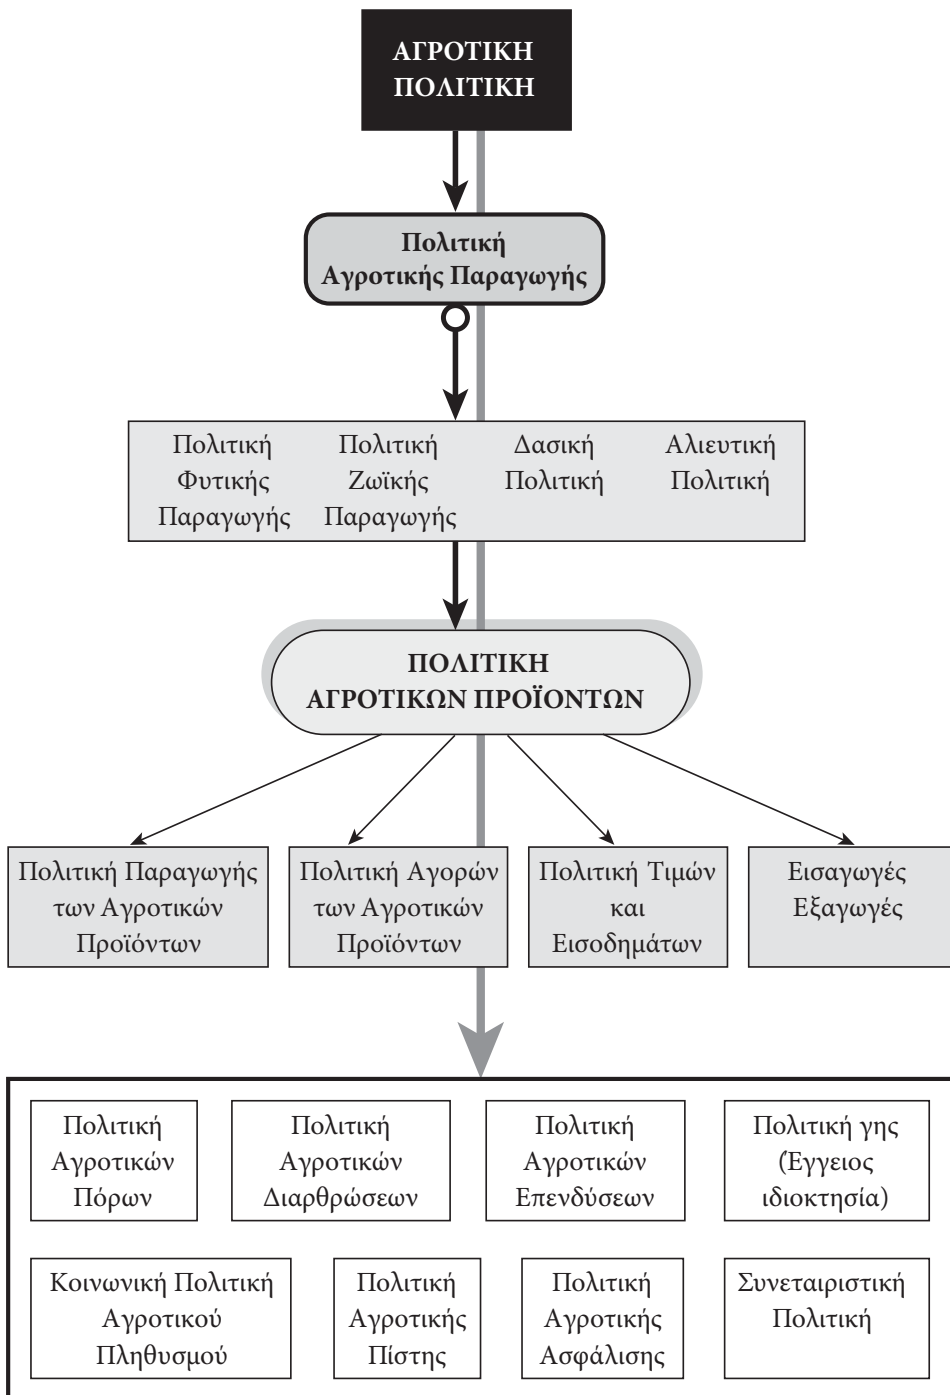 ΑΓΡΟΤΙΚΗ
ΠΟΛΙΤΙΚΗ
Πολιτική
Αγροτικής Παραγωγής
Πολιτική
Φυτικής
Παραγωγής
Πολιτική
Ζωϊκής
Παραγωγής
Δασική
Πολιτική
Αλιευτική
Πολιτική
ΠΟΛΙΤΙΚΗ
ΑΓΡΟΤΙΚΩΝ ΠΡΟΪΟΝΤΩΝ
Πολιτική Παραγωγής
των Αγροτικών
Προϊόντων
Πολιτική Αγορών
των Αγροτικών
Προϊόντων
Πολιτική Τιμών
και
Εισοδημάτων
Εισαγωγές
Εξαγωγές
Πολιτική
Αγροτικών
Πόρων
Πολιτική
Αγροτικών
Διαρθρώσεων
Πολιτική
Αγροτικών
Επενδύσεων
Πολιτική γης
(Έγγειος
ιδιοκτησία)
Κοινωνική Πολιτική
Αγροτικού
Πληθυσμού
Πολιτική
Αγροτικής
Πίστης
Πολιτική
Αγροτικής
Ασφάλισης
Συνεταιριστική
Πολιτική